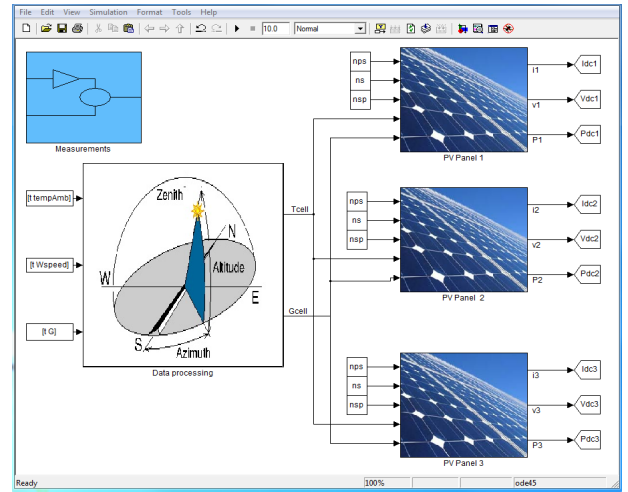 File Edit View Simulation Format Tools Help
10.0 Normal
Measurements
[t tempAmb]
[t Wspeed]
[t G]
Zenith
N
Altitude
W
E
S
Azimuth
Data processing
Tcell
Gcell
nps
ns
nsp
i1
v1
P1
Idc1
Vdc1
Pdc1
PV Panel 1
nps
ns
nsp
i2
v2
P2
Idc2
Vdc2
Pdc2
PV Panel 2
nps
ns
nsp
i3
v3
P3
Idc3
Vdc3
Pdc3
PV Panel 3
Ready 100% ode45